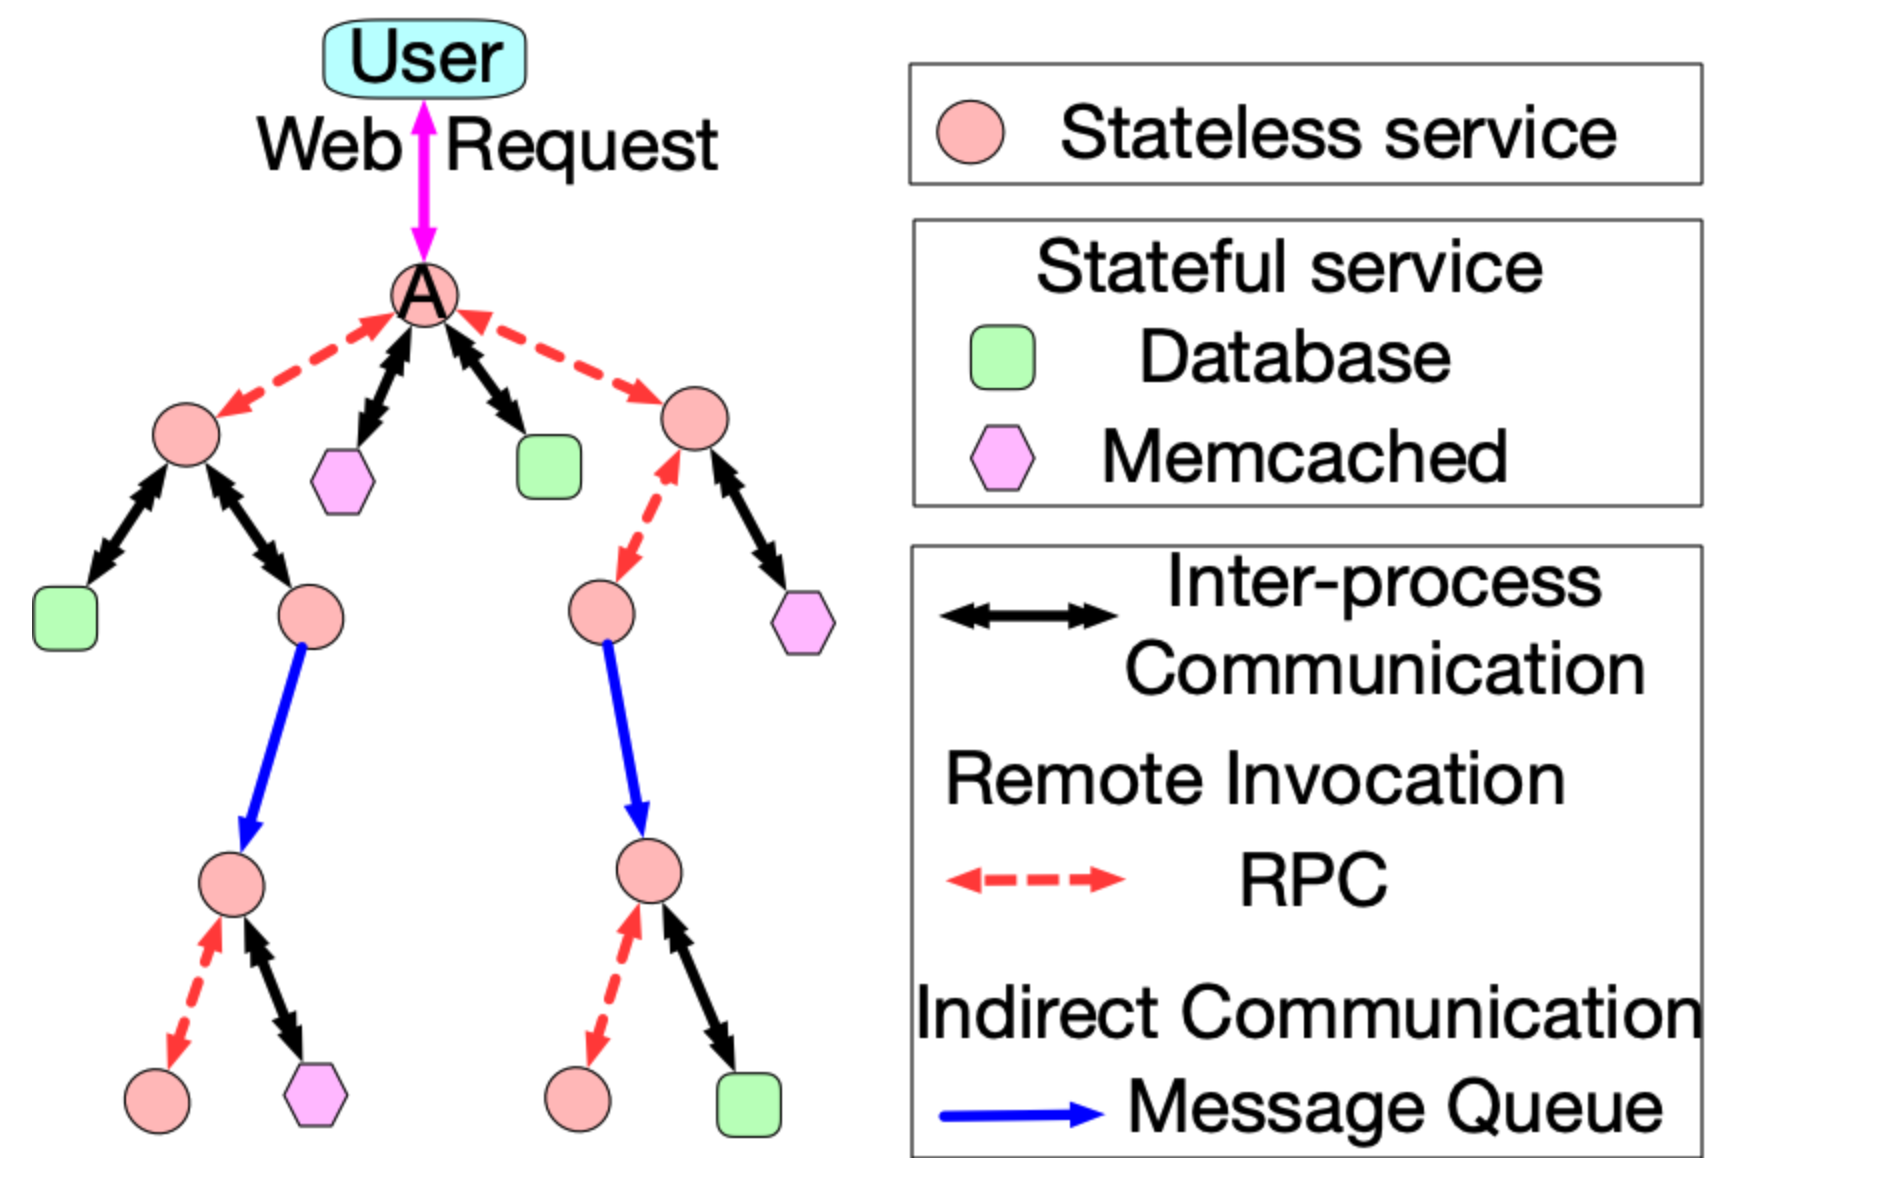 User
Web Request
A
Stateless service
Stateful service
Database
Memcached
Inter-process
Communication
Remote Invocation
RPC
Indirect Communication
Message Queue